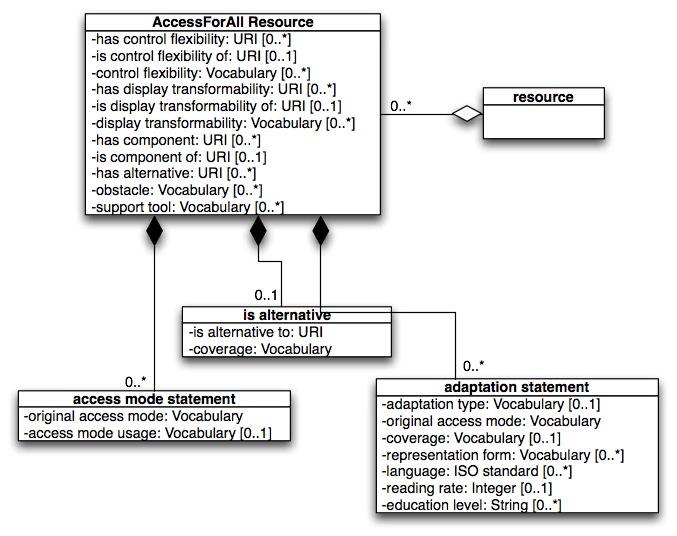 AccessForAll Resource
-has control flexibility: URI [0..*]
-is control flexibility of: URI [0..1]
-control flexibility: Vocabulary [0..*]
-has display transformability: URI [0..*]
-is display transformability of: URI [0..1]
-display transformability: Vocabulary [0..*]
-has component: URI [0..*]
-is component of: URI [0..1]
-has alternative: URI [0..*]
-obstacle: Vocabulary [0..*]
-support tool: Vocabulary [0..*]
0..*
resource
0..1
is alternative
-is alternative to: URI
-coverage: Vocabulary
0..*
access mode statement
-original access mode: Vocabulary
-access mode usage: Vocabulary [0..1]
0..*
adaptation statement
-adaptation type: Vocabulary [0..1]
-original access mode: Vocabulary
-coverage: Vocabulary [0..1]
-representation form: Vocabulary [0..*]
-language: ISO standard [0..*]
-reading rate: Integer [0..1]
-education level: String [0..*]